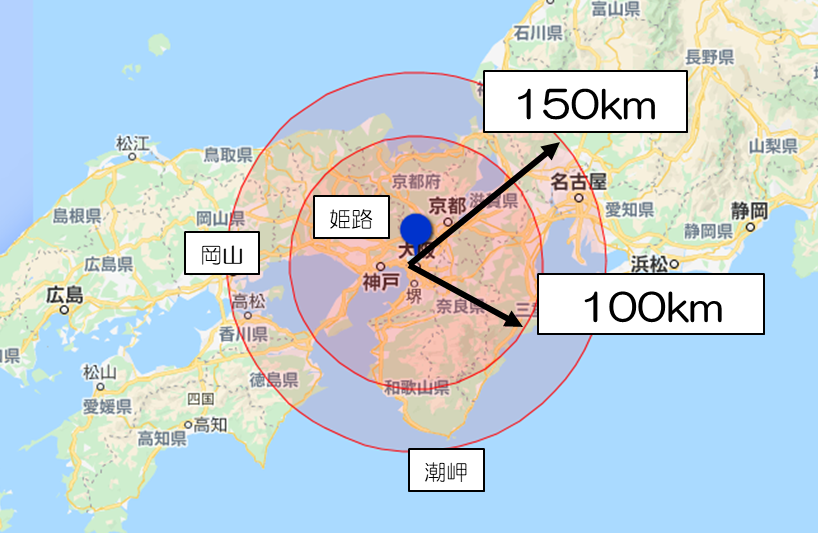 富山県
石川県
長野県
150km
松江
鳥取県
京都府
山梨県
名古屋
姫路
京都
滋賀県
島根県
岡山県
愛知県
静岡
静岡県
岡山
大阪
広島県
神戸
浜松
広島
高松
堺
奈良県
100km
香川県
松山
徳島県
和歌山県
愛媛県
四国
高知
高知県
潮岬